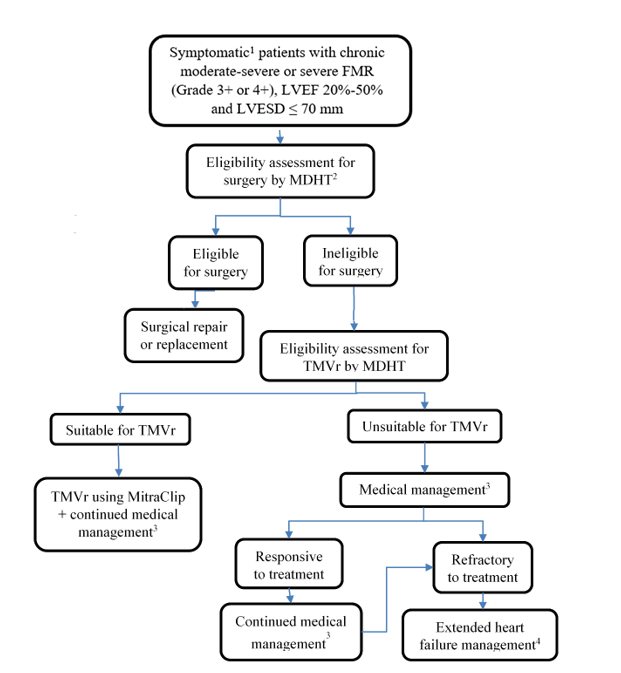 Symptomatic¹ patients with chronic
moderate-severe or severe FMR
(Grade 3+ or 4+), LVEF 20%-50%
and LVESD ≤ 70 mm
Eligibility assessment for
surgery by MDHT²
Eligible
for surgery
Ineligible
for surgery
Surgical repair
or replacement
Eligibility assessment for
TMVr by MDHT
Suitable for TMVr
Unsuitable for TMVr
TMVr using MitraClip
+ continued medical
management³
Medical management³
Responsive
to treatment
Refractory
to treatment
Continued medical
management³
Extended heart
failure management⁴